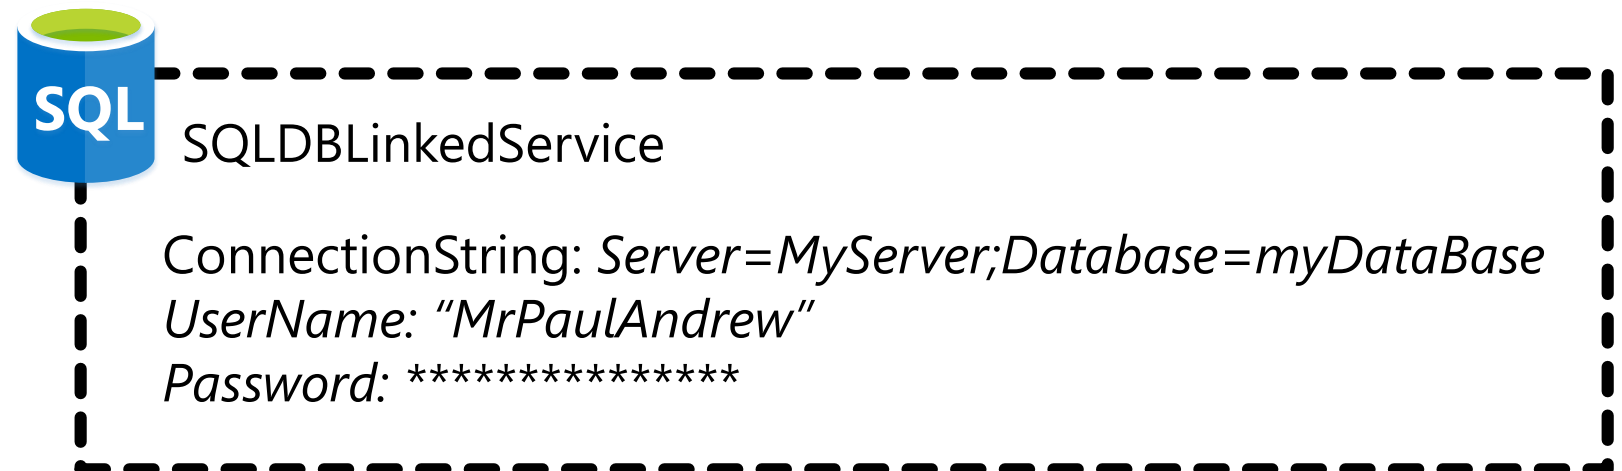 SQL
SQLDBLinkedService
ConnectionString: Server=MyServer;Database=myDataBase
UserName: “MrPaulAndrew”
Password: ***************